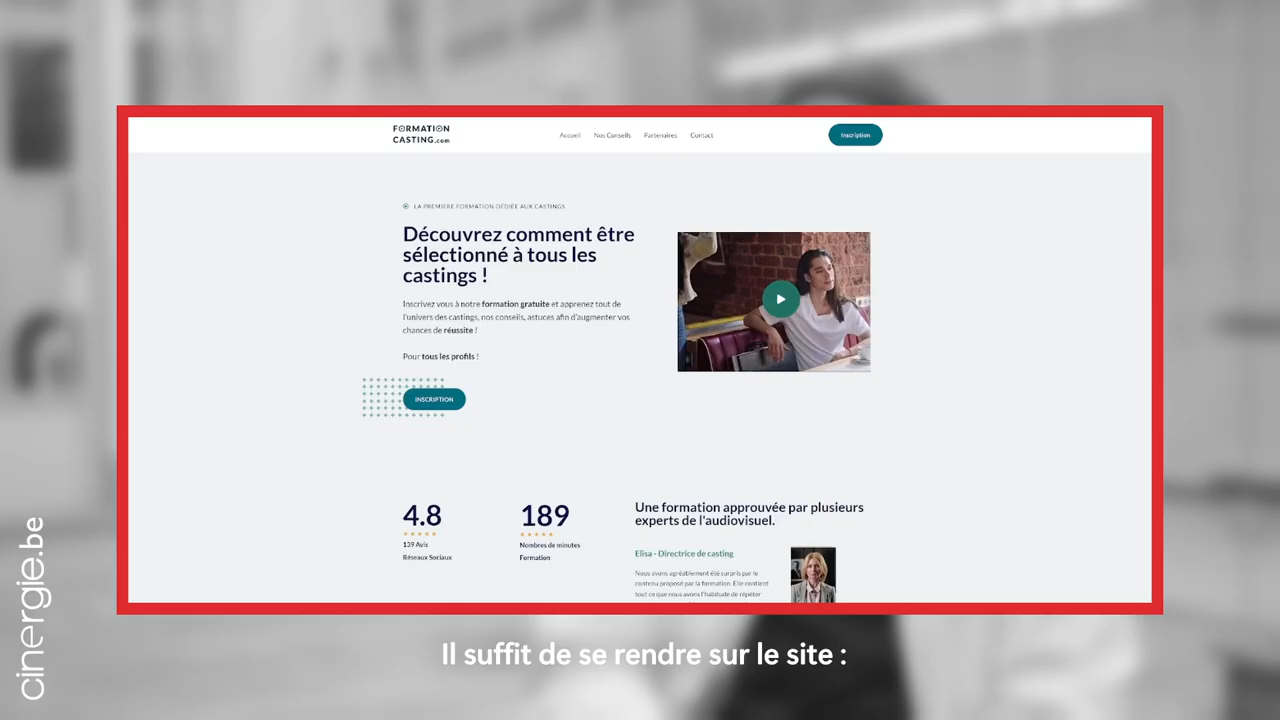 FORMATION
CASTING.com
Accueil
Nos Conseils
Partenaires
Contact
Inscription
LA PREMIERE FORMATION DÉDIÉE AUX CASTINGS
Découvrez comment être
sélectionné à tous les
castings !
Inscrivez vous à notre formation gratuite et apprenez tout de
l'univers des castings, nos conseils, astuces afin d'augmenter vos
chances de réussite !
Pour tous les profils !
INSCRIPTION
4.8
139 Avis
Réseaux Sociaux
189
Nombres de minutes
Formation
Une formation approuvée par plusieurs
experts de l'audiovisuel.
Elisa - Directrice de casting
Nous avons agréablement été surpris par le
contenu proposé par la formation. Elle contient
tout ce que nous avons l'habitude de répéter
Il suffit de se rendre sur le site :
cinergie.be